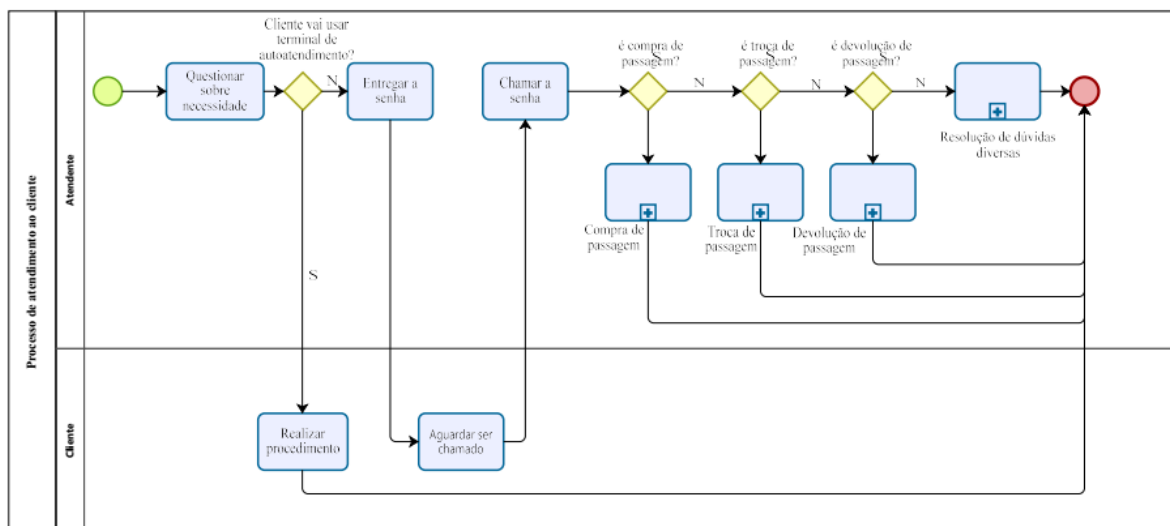 Processo de atendimento ao cliente
Atendente
Cliente vai usar
terminal de
autoatendimento?
Questionar
sobre
necessidade
N
Entregar a
senha
Chamar a
senha
é compra de
passagem?
S
N
é troca de
passagem?
S
N
é devolução de
passagem?
S
N
Resolução de dúvidas
diversas
Compra de
passagem
Troca de
passagem
Devolução de
passagem
S
Cliente
Realizar
procedimento
Aguardar ser
chamado